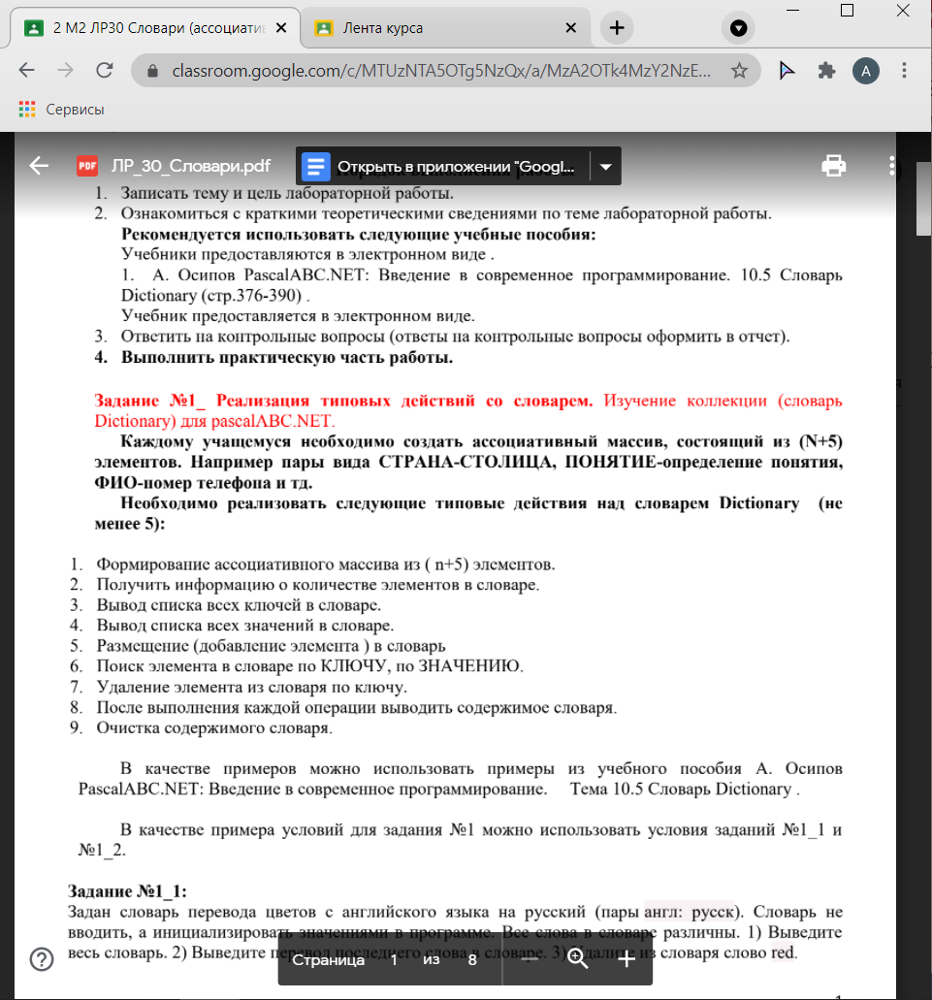 2 М2 ЛР30 Словари (ассоциатив
Лента курса
classroom.google.com/c/MTUzNTA5OTg5NzQx/a/MzA2OTk4MzY2NzE...
A
Сервисы
PDF ЛР_30_Словари.pdf
Открыть в приложении "Googl...
1. Записать тему и цель лабораторной работы.
2. Ознакомиться с краткими теоретическими сведениями по теме лабораторной работы.
Рекомендуется использовать следующие учебные пособия:
Учебники предоставляются в электронном виде .
1. А. Осипов PascalABC.NET: Введение в современное программирование. 10.5 Словарь
Dictionary (стр.376-390) .
Учебник предоставляется в электронном виде.
3. Ответить на контрольные вопросы (ответы на контрольные вопросы оформить в отчет).
4. Выполнить практическую часть работы.
Задание №1_ Реализация типовых действий со словарем. Изучение коллекции (словарь
Dictionary) для pascalABC.NET.
Каждому учащемуся необходимо создать ассоциативный массив, состоящий из (N+5)
элементов. Например пары вида СТРАНА-СТОЛИЦА, ПОНЯТИЕ-определение понятия,
ФИО-номер телефона и тд.
Необходимо реализовать следующие типовые действия над словарем Dictionary (не
менее 5):
1. Формирование ассоциативного массива из ( n+5) элементов.
2. Получить информацию о количестве элементов в словаре.
3. Вывод списка всех ключей в словаре.
4. Вывод списка всех значений в словаре.
5. Размещение (добавление элемента ) в словарь
6. Поиск элемента в словаре по КЛЮЧУ, по ЗНАЧЕНИЮ.
7. Удаление элемента из словаря по ключу.
8. После выполнения каждой операции выводить содержимое словаря.
9. Очистка содержимого словаря.
В качестве примеров можно использовать примеры из учебного пособия А. Осипов
PascalABC.NET: Введение в современное программирование. Тема 10.5 Словарь Dictionary .
В качестве примера условий для задания №1 можно использовать условия заданий №1_1 и
№1_2.
Задание №1_1:
Задан словарь перевода цветов с английского языка на русский (пары англ: русск). Словарь не
вводить, а инициализировать значениями в программе. Все слова в словаре различны. 1) Выведите
весь словарь. 2) Выведите перевод последнего слова в словаре. 3) Удалите из словаря слово red.
Страница 1 из 8